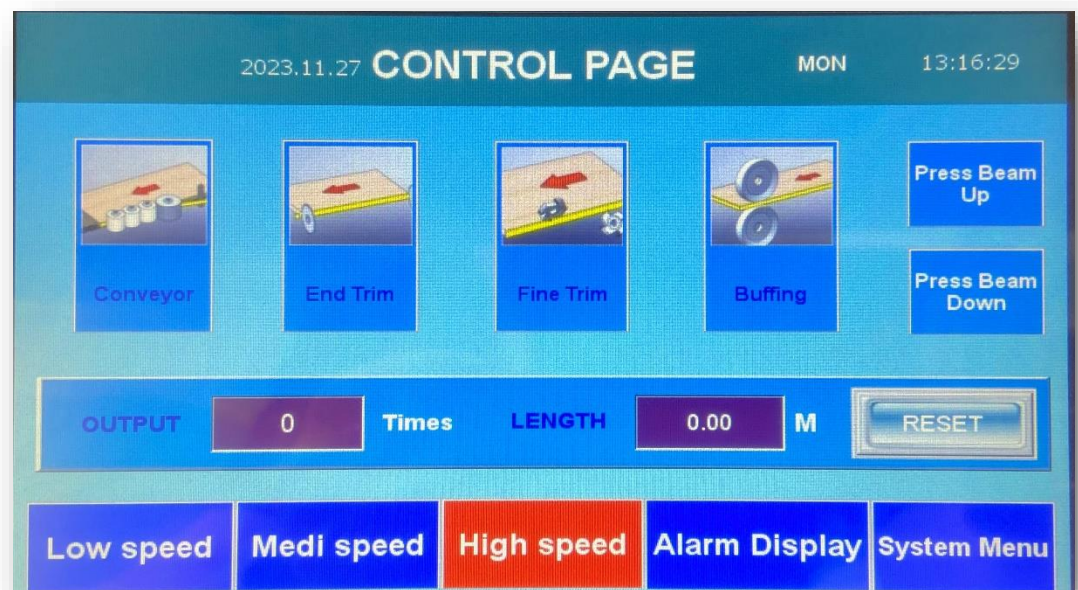 2023.11.27 CONTROL PAGE MON 13:16:29
Press Beam
Up
Conveyor End Trim Fine Trim Buffing
Press Beam
Down
OUTPUT 0 Times LENGTH 0.00 M RESET
Low speed Medi speed High speed Alarm Display System Menu